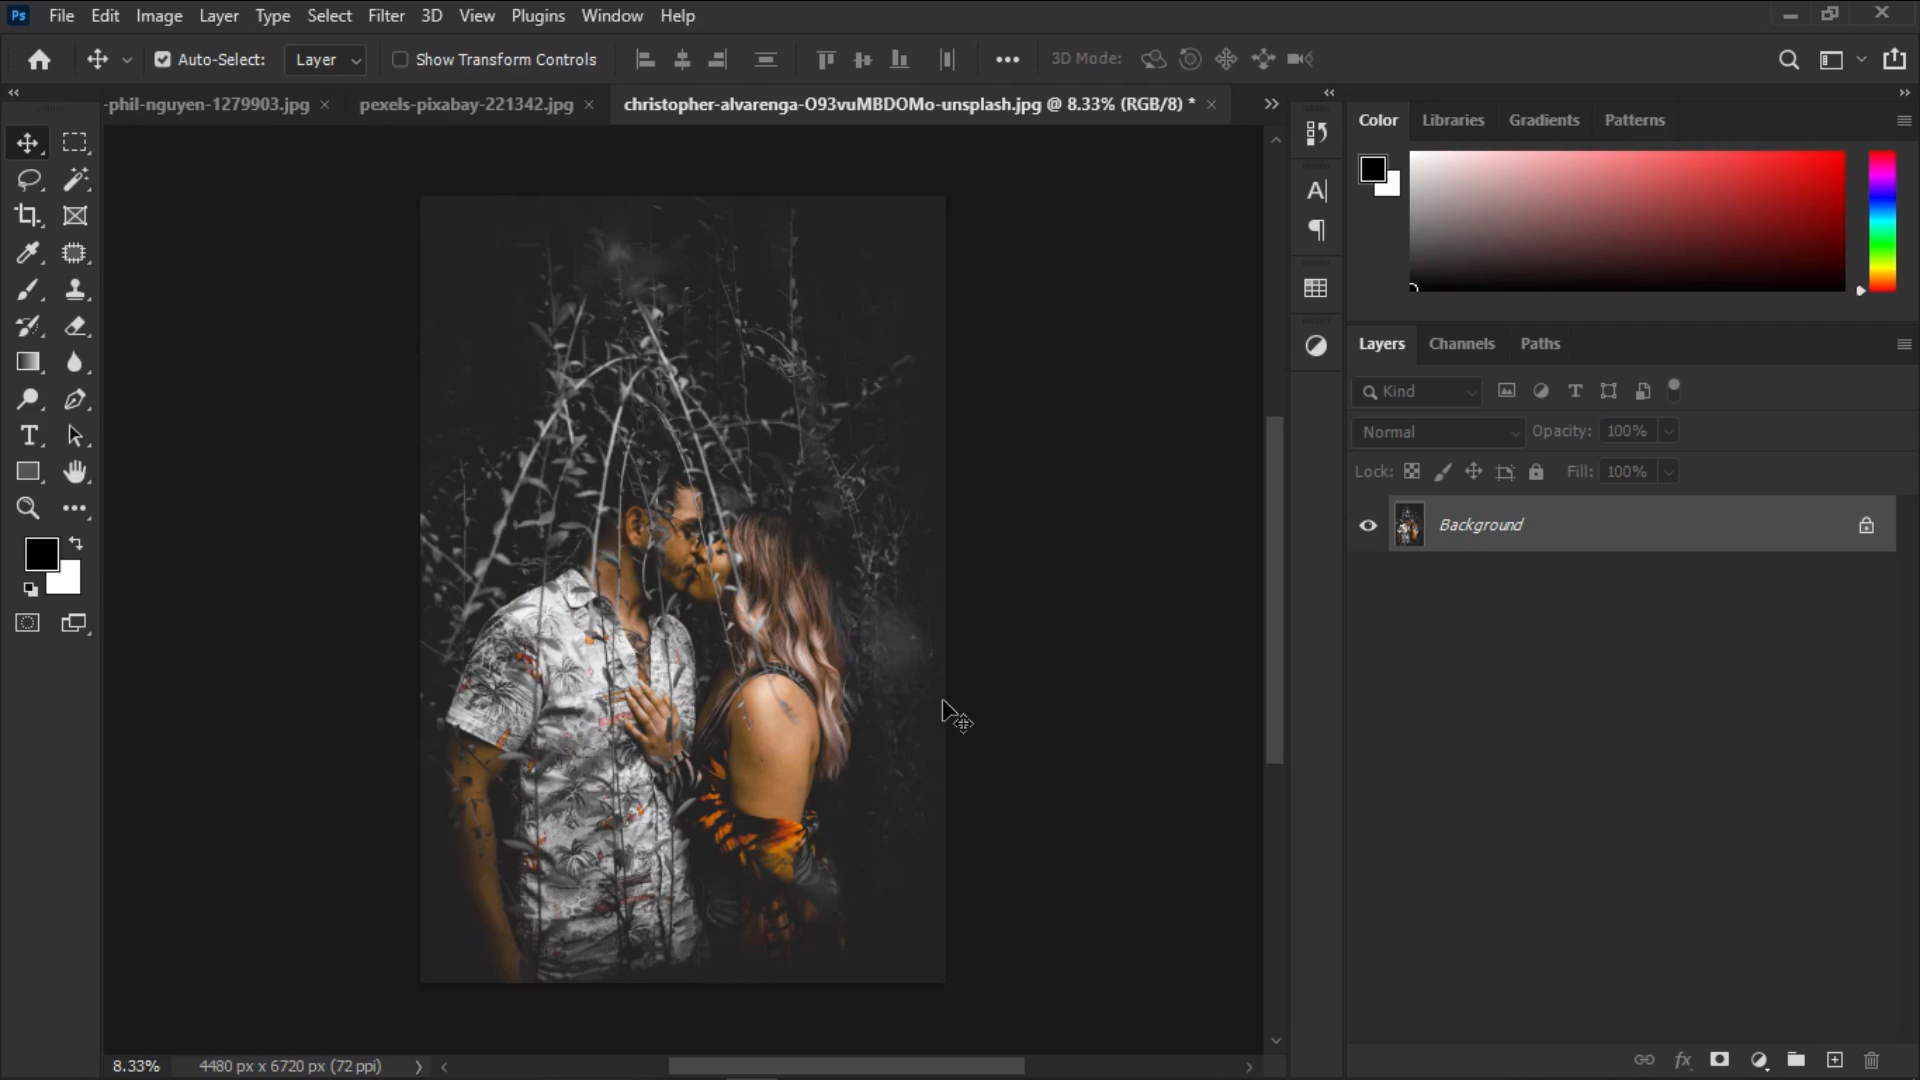 Ps File Edit Image Layer Type Select Filter 3D View Plugins Window Help
Auto-Select: Layer Show Transform Controls 3D Mode:
-phil-nguyen-1279903.jpg pexels-pixabay-221342.jpg christopher-alvarenga-O93vuMBDOMo-unsplash.jpg @ 8.33% (RGB/8) *
Color Libraries Gradients Patterns
Layers Channels Paths
Kind
Normal Opacity: 100%
Lock: Fill: 100%
Background
8.33% 4480 px x 6720 px (72 ppi)